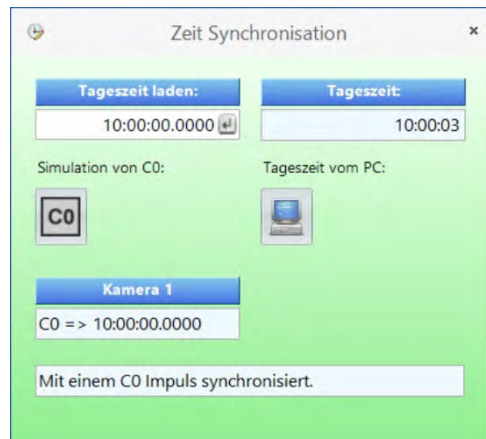 Zeit Synchronisation
Tageszeit laden: Tageszeit:
10:00:00.0000 10:00:03
Simulation von C0: Tageszeit vom PC:
C0
Kamera 1
C0 => 10:00:00.0000
Mit einem C0 Impuls synchronisiert.